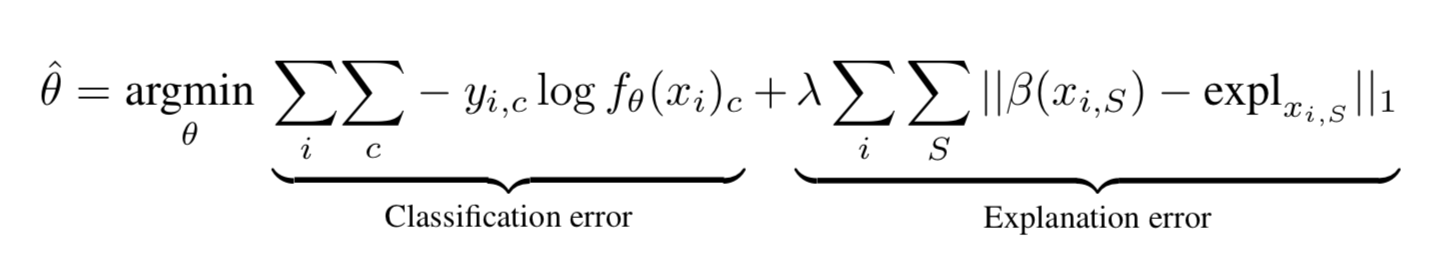 θ̂ = argmin_θ ∑_i ∑_c − y_{i,c} log f_θ(x_i)_c + λ ∑_i ∑_S ||β(x_{i,S}) − expl_{x_{i,S}}||_1
Classification error Explanation error